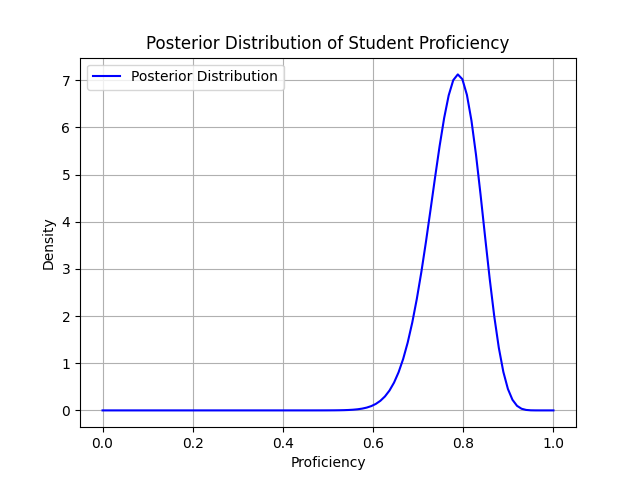 Posterior Distribution of Student Proficiency
Posterior Distribution
7
6
5
4
3
2
1
0
Density
0.0 0.2 0.4 0.6 0.8 1.0
Proficiency